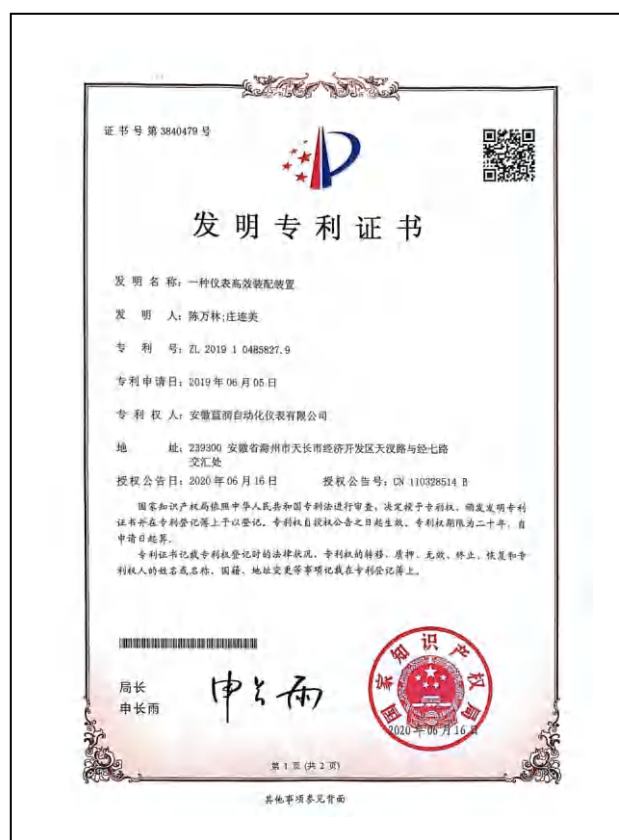 证书号第3840479号
发明专利证书
发明名称：一种仪表高效装配装置
发明人：陈万林;庄连美
专利号：ZL 2019 1 0485827.9
专利申请日：2019年06月05日
专利权人：安徽蓝润自动化仪表有限公司
地址：239300 安徽省滁州市天长市经济开发区天汉路与经七路
交汇处
授权公告日：2020年06月16日 授权公告号：CN 110328514 B
国家知识产权局依照中华人民共和国专利法进行审查，决定授予专利权，颁发发明专利
证书并在专利登记簿上予以登记。专利权自授权公告之日起生效。专利权期限为二十年，自
申请日起算。
专利证书记载专利权登记时的法律状况。专利权的转移、质押、无效、终止、恢复和专
利权人的姓名或名称、国籍、地址变更等事项记载在专利登记簿上。
局长
申长雨
申长雨
国家知识产权局
2020年06月16日
第1页(共2页)
其他事项参见背面